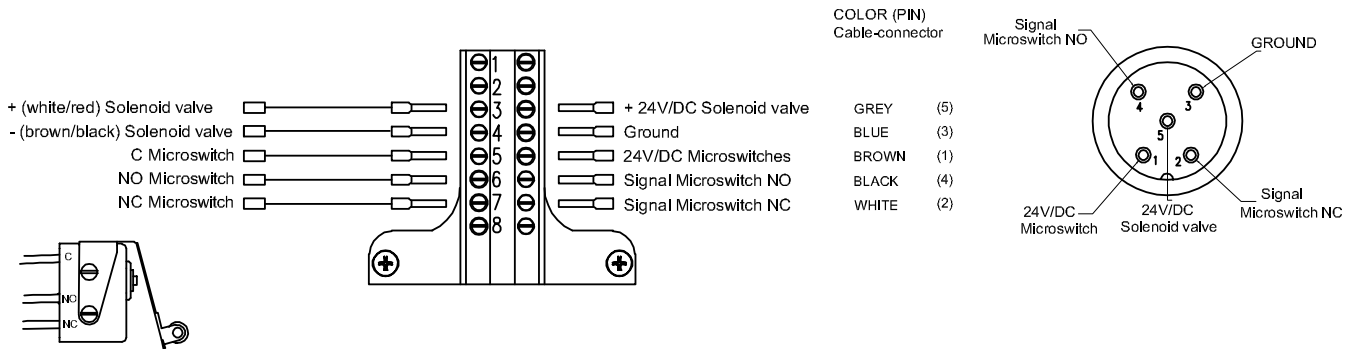 COLOR (PIN)
Cable-connector
+ (white/red) Solenoid valve
- (brown/black) Solenoid valve
C Microswitch
NO Microswitch
NC Microswitch
1
2
3
4
5
6
7
8
+ 24V/DC Solenoid valve GREY (5)
Ground BLUE (3)
24V/DC Microswitches BROWN (1)
Signal Microswitch NO BLACK (4)
Signal Microswitch NC WHITE (2)
Signal
Microswitch NO
GROUND
4
3
5
1
2
24V/DC
Microswitch
24V/DC
Solenoid valve
Signal
Microswitch NC
C
NO
NC